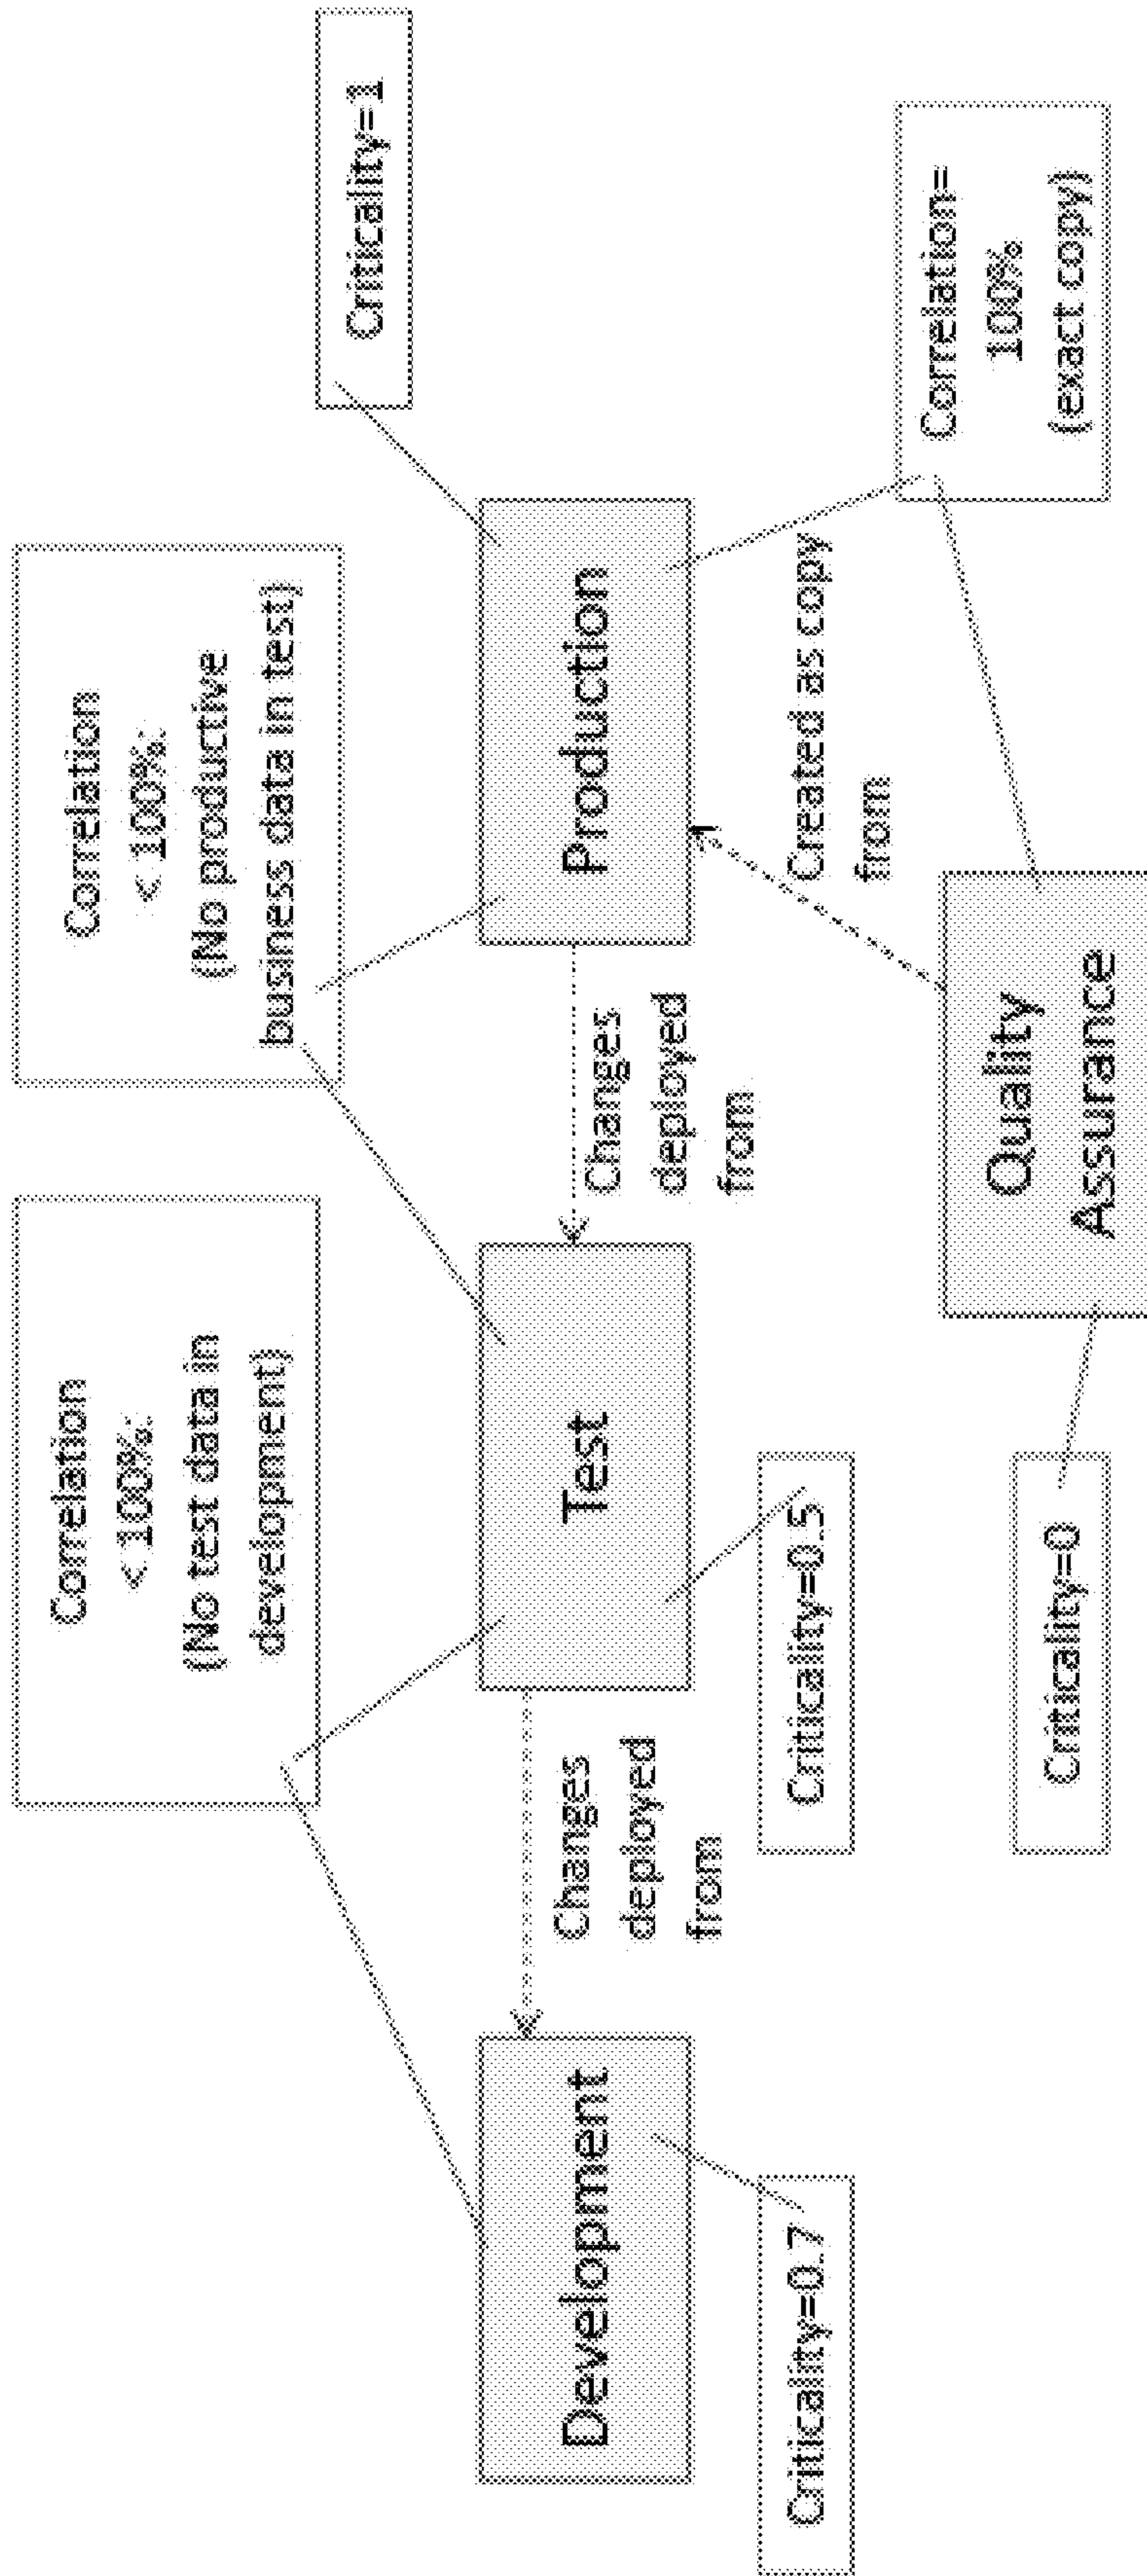 Correlation
< 100%:
(No test data in
development)
Correlation
< 100%:
(No productive
business data in test)
Criticality=1
Development
Changes
deployed
from
Test
Changes
deployed
from
Production
Criticality=0.7
Criticality=0.5
Created as copy
from
Correlation=
100%
(exact copy)
Criticality=0
Quality
Assurance